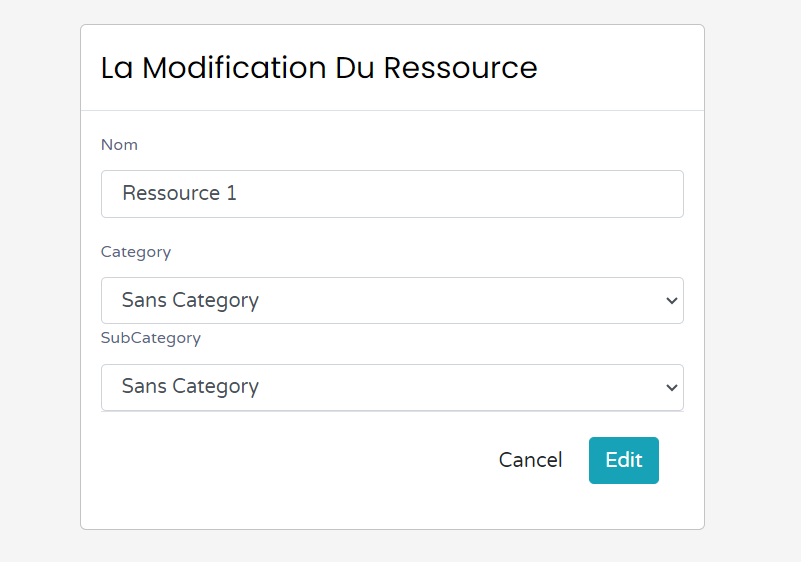 La Modification Du Ressource
Nom
Ressource 1
Category
Sans Category
SubCategory
Sans Category
Cancel Edit